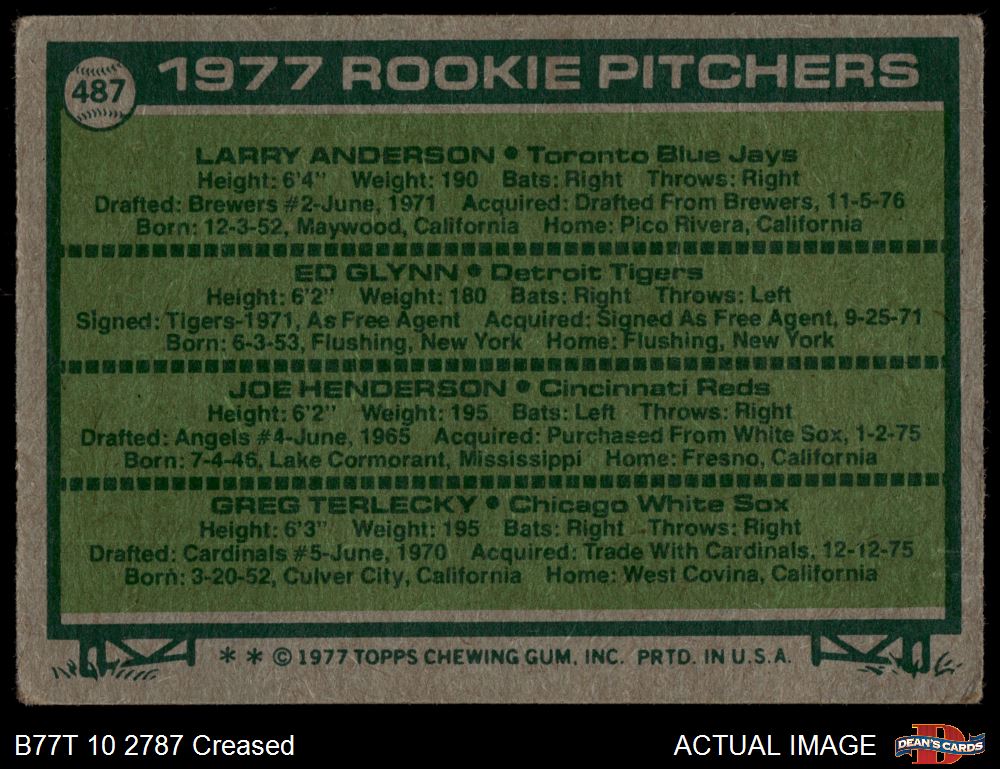 487
1977 ROOKIE PITCHERS
LARRY ANDERSON • Toronto Blue Jays
Height: 6'4" Weight: 190 Bats: Right Throws: Right
Drafted: Brewers #2-June, 1971 Acquired: Drafted From Brewers, 11-5-76
Born: 12-3-52, Maywood, California Home: Pico Rivera, California
ED GLYNN • Detroit Tigers
Height: 6'2" Weight: 180 Bats: Right Throws: Left
Signed: Tigers-1971, As Free Agent Acquired: Signed As Free Agent, 9-25-71
Born: 6-3-53, Flushing, New York Home: Flushing, New York
JOE HENDERSON • Cincinnati Reds
Height: 6'2" Weight: 195 Bats: Left Throws: Right
Drafted: Angels #4-June, 1965 Acquired: Purchased From White Sox, 1-2-75
Born: 7-4-46, Lake Cormorant, Mississippi Home: Fresno, California
GREG TERLECKY • Chicago White Sox
Height: 6'3" Weight: 195 Bats: Right Throws: Right
Drafted: Cardinals #5-June, 1970 Acquired: Trade With Cardinals, 12-12-75
Born: 3-20-52, Culver City, California Home: West Covina, California
* * © 1977 TOPPS CHEWING GUM, INC. PRTD. IN U.S.A.
B77T 10 2787 Creased
ACTUAL IMAGE
DEAN'S CARDS